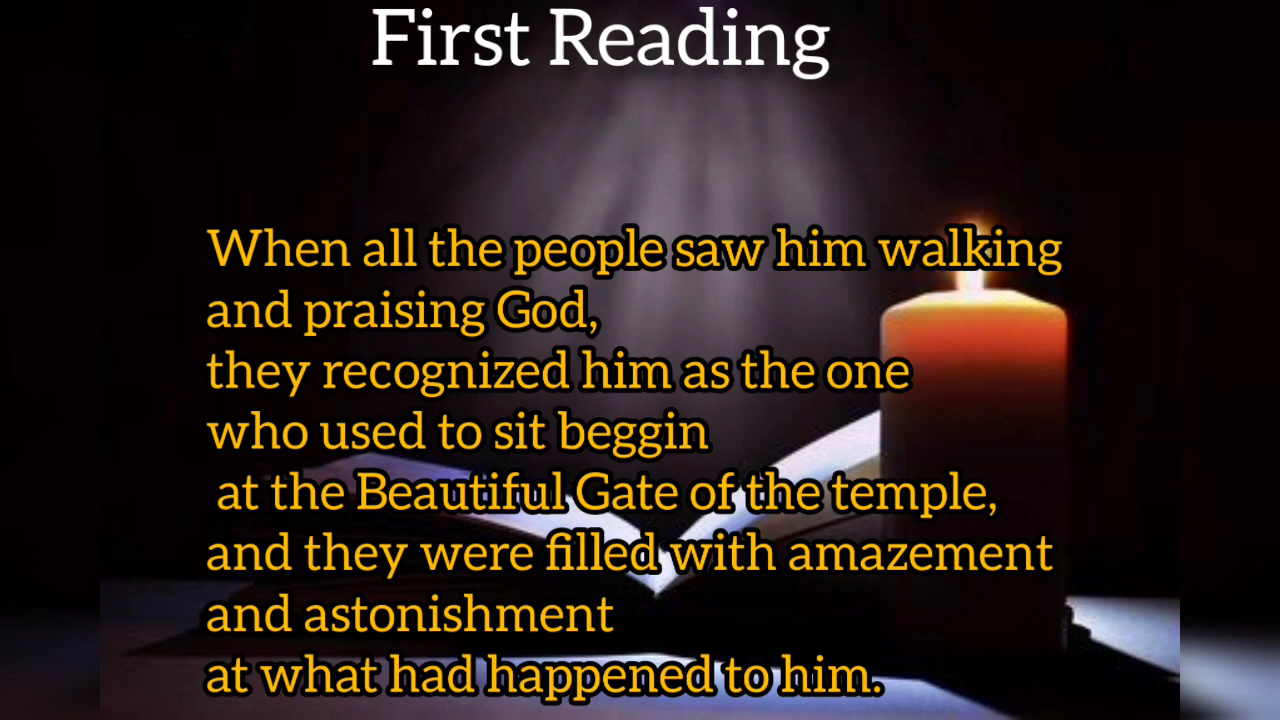 First Reading
When all the people saw him walking
and praising God,
they recognized him as the one
who used to sit beggin
at the Beautiful Gate of the temple,
and they were filled with amazement
and astonishment
at what had happened to him.